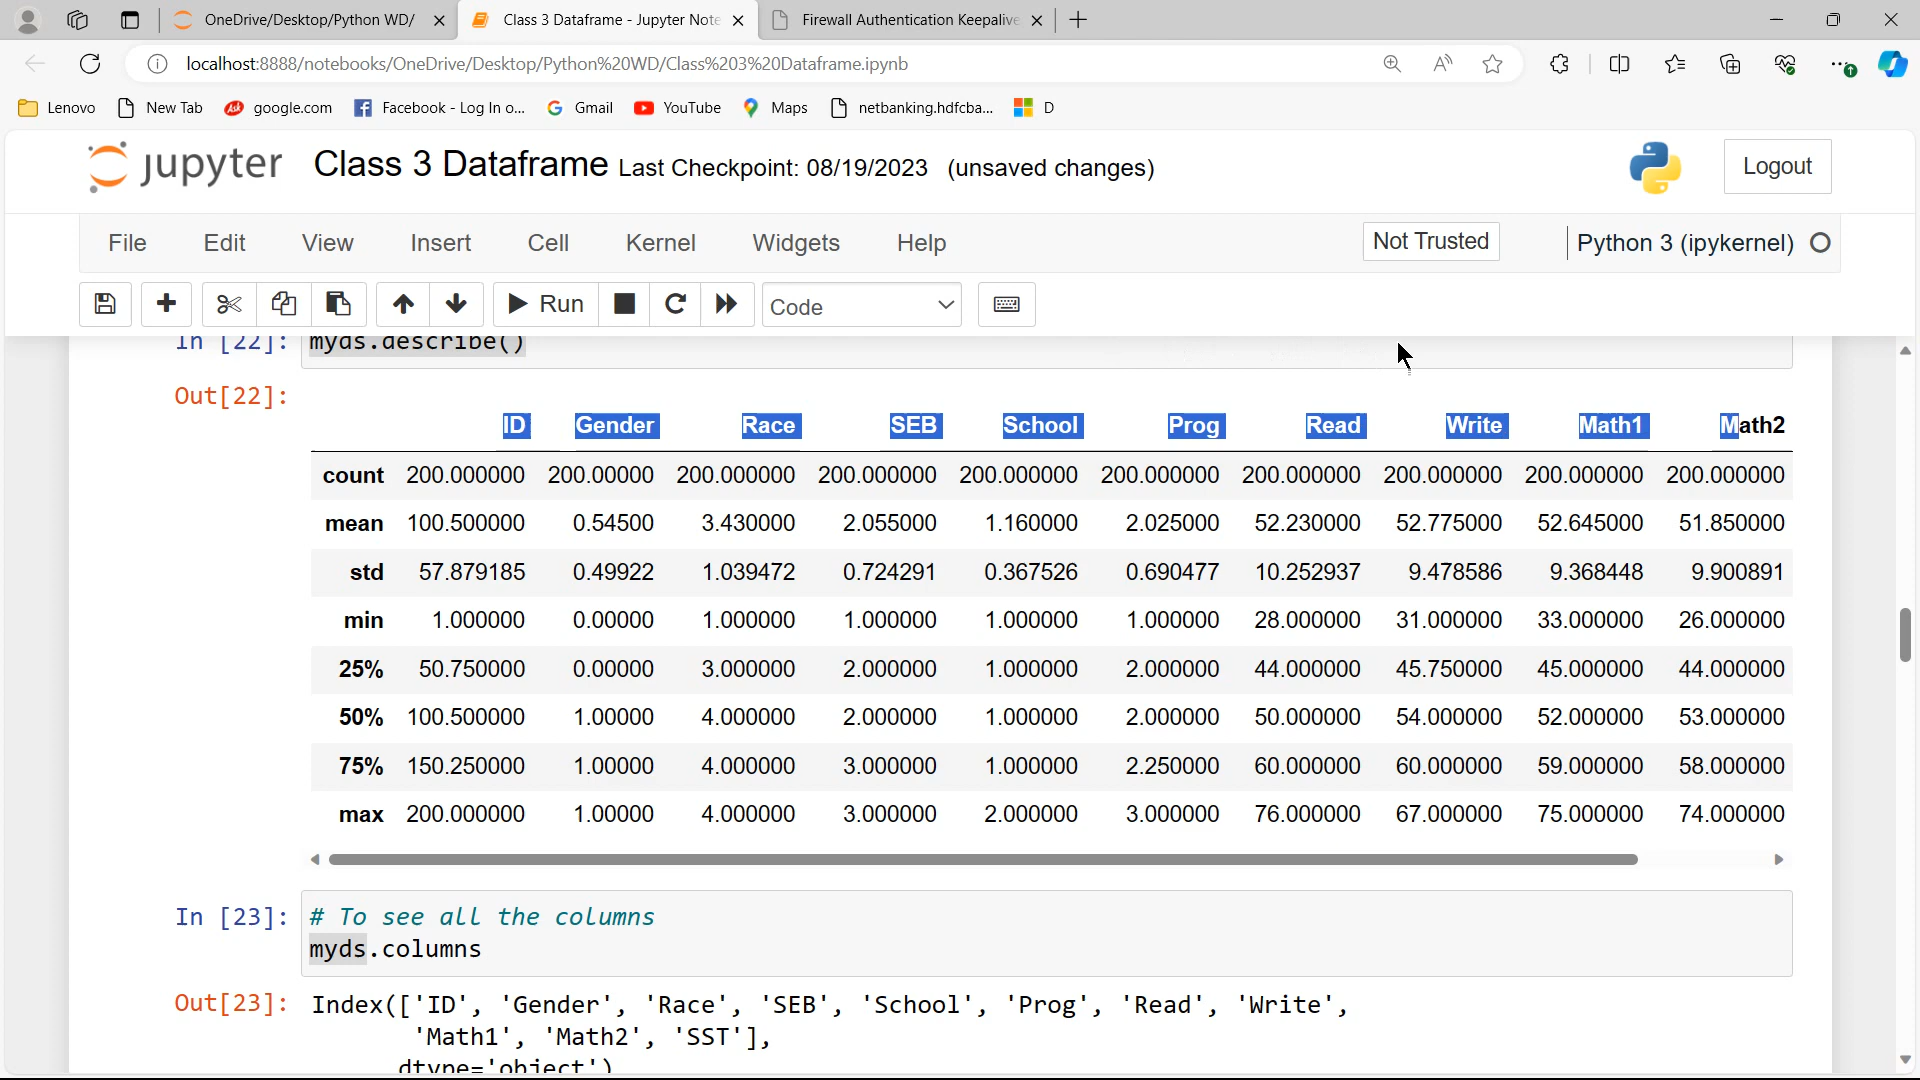 OneDrive/Desktop/Python WD/
Class 3 Dataframe - Jupyter Note
Firewall Authentication Keepalive
localhost:8888/notebooks/OneDrive/Desktop/Python%20WD/Class%203%20Dataframe.ipynb
Lenovo New Tab google.com Facebook - Log In o... Gmail YouTube Maps netbanking.hdfcba... D
jupyter Class 3 Dataframe Last Checkpoint: 08/19/2023 (unsaved changes) Logout
File Edit View Insert Cell Kernel Widgets Help Not Trusted Python 3 (ipykernel)
Run Code
In [22]: myds.describe()
Out[22]:
ID Gender Race SEB School Prog Read Write Math1 Math2
count 200.000000 200.00000 200.000000 200.000000 200.000000 200.000000 200.000000 200.000000 200.000000 200.000000
mean 100.500000 0.54500 3.430000 2.055000 1.160000 2.025000 52.230000 52.775000 52.645000 51.850000
std 57.879185 0.49922 1.039472 0.724291 0.367526 0.690477 10.252937 9.478586 9.368448 9.900891
min 1.000000 0.00000 1.000000 1.000000 1.000000 1.000000 28.000000 31.000000 33.000000 26.000000
25% 50.750000 0.00000 3.000000 2.000000 1.000000 2.000000 44.000000 45.750000 45.000000 44.000000
50% 100.500000 1.00000 4.000000 2.000000 1.000000 2.000000 50.000000 54.000000 52.000000 53.000000
75% 150.250000 1.00000 4.000000 3.000000 1.000000 2.250000 60.000000 60.000000 59.000000 58.000000
max 200.000000 1.00000 4.000000 3.000000 2.000000 3.000000 76.000000 67.000000 75.000000 74.000000
In [23]: # To see all the columns
myds.columns
Out[23]: Index(['ID', 'Gender', 'Race', 'SEB', 'School', 'Prog', 'Read', 'Write',
'Math1', 'Math2', 'SST'],
dtype='object')